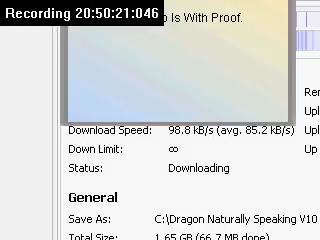 Recording 20:50:21:046
Is With Proof.
Download Speed: 98.8 kB/s (avg. 85.2 kB/s)
Down Limit: ∞
Up
Status: Downloading
General
Save As: C:\Dragon Naturally Speaking V10
Total Size: 1.65 GB (66.7 MB done)